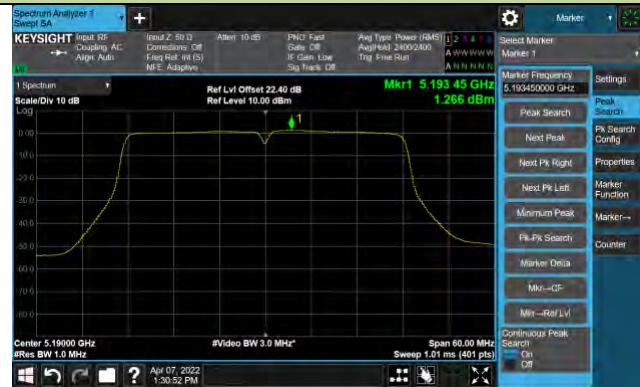 Spectrum Analyzer 1
Swept SA
Marker
KEYSIGHT
Input: RF
Coupling: AC
Align: Auto
Input Z: 50 Ω
Corrections: Off
Freq Ref: Int (S)
NFE: Adaptive
Atten: 10 dB
PNO: Fast
Gate: Off
IF Gain: Low
Sig Track: Off
Avg Type: Power (RMS)
Avg|Hold: 2400/2400
Trig: Free Run
A W W W W W
A N N N N N
Select Marker
Marker 1
1 Spectrum
Scale/Div 10 dB
Log
Ref Lvl Offset 22.40 dB
Ref Level 10.00 dBm
Mkr1 5.193 45 GHz
1.266 dBm
Marker Frequency
5.193450000 GHz
Settings
Peak Search
Next Peak
Next Pk Right
Next Pk Left
Minimum Peak
Pk-Pk Search
Marker Delta
Mkr→CF
Mkr→Ref Lvl
Continuous Peak
Search
On
Off
Peak
Search
Pk Search
Config
Properties
Marker
Function
Marker→
Counter
1
0.00
-10.0
-20.0
-30.0
-40.0
-50.0
-60.0
-70.0
-80.0
Center 5.19000 GHz
#Res BW 1.0 MHz
#Video BW 3.0 MHz*
Span 60.00 MHz
Sweep 1.01 ms (401 pts)
?
Apr 07, 2022
1:30:52 PM